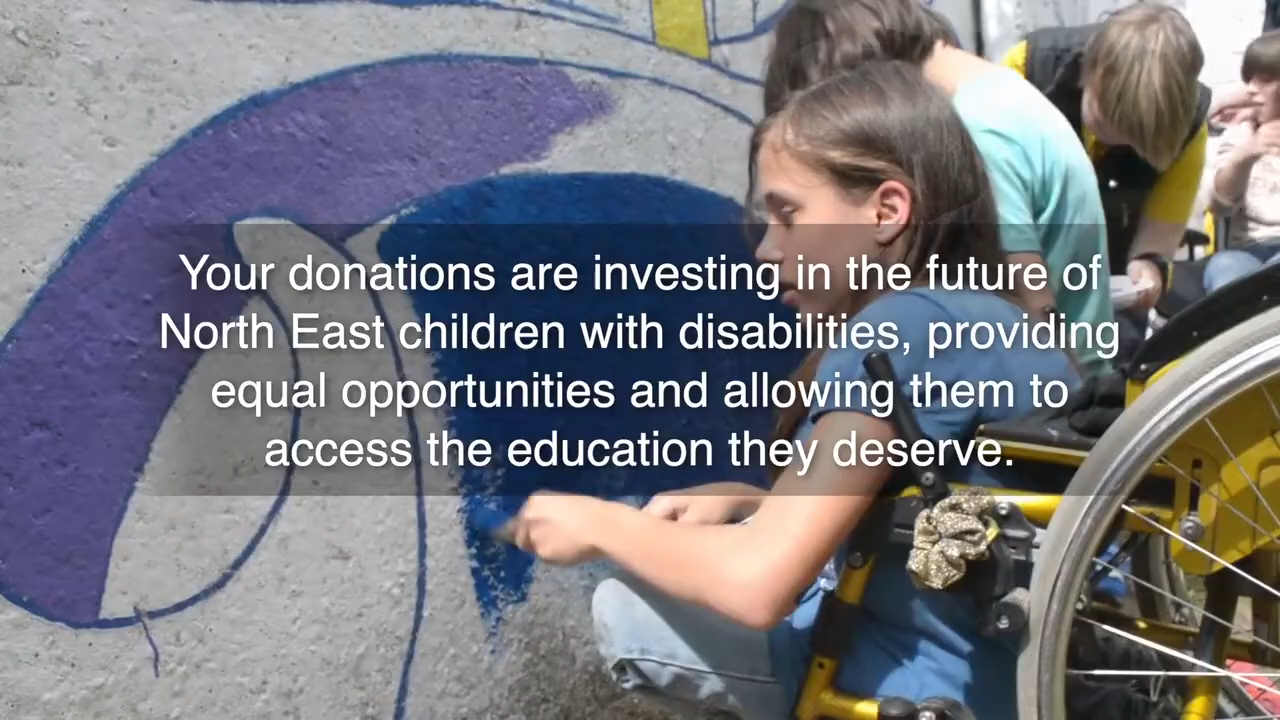 Your donations are investing in the future of
North East children with disabilities, providing
equal opportunities and allowing them to
access the education they deserve.